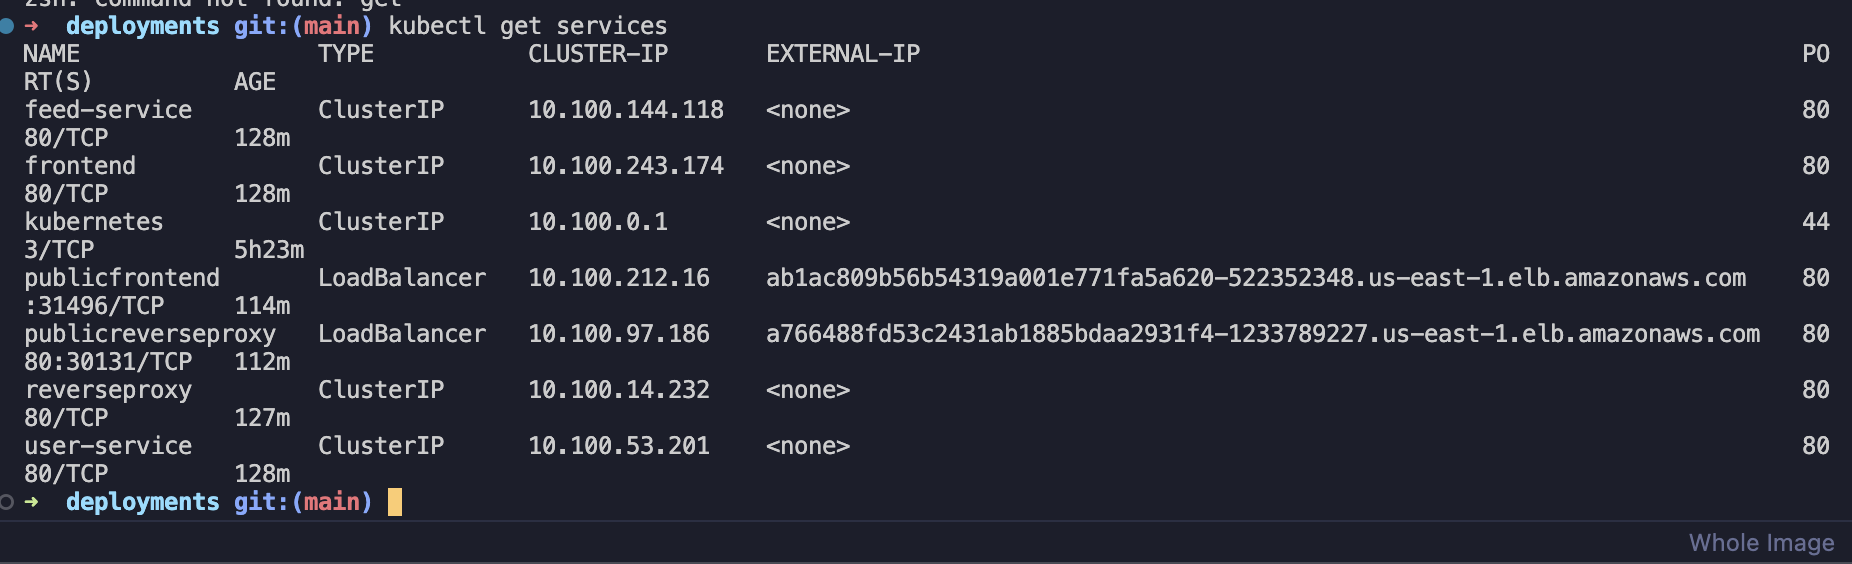 zsh: command not found: get
➜ deployments git:(main) kubectl get services
NAME TYPE CLUSTER-IP EXTERNAL-IP PO
RT(S) AGE
feed-service ClusterIP 10.100.144.118 <none> 80
80/TCP 128m
frontend ClusterIP 10.100.243.174 <none> 80
80/TCP 128m
kubernetes ClusterIP 10.100.0.1 <none> 44
3/TCP 5h23m
publicfrontend LoadBalancer 10.100.212.16 ab1ac809b56b54319a001e771fa5a620-522352348.us-east-1.elb.amazonaws.com 80
:31496/TCP 114m
publicreverseproxy LoadBalancer 10.100.97.186 a766488fd53c2431ab1885bdaa2931f4-1233789227.us-east-1.elb.amazonaws.com 80
80:30131/TCP 112m
reverseproxy ClusterIP 10.100.14.232 <none> 80
80/TCP 127m
user-service ClusterIP 10.100.53.201 <none> 80
80/TCP 128m
➜ deployments git:(main)
Whole Image